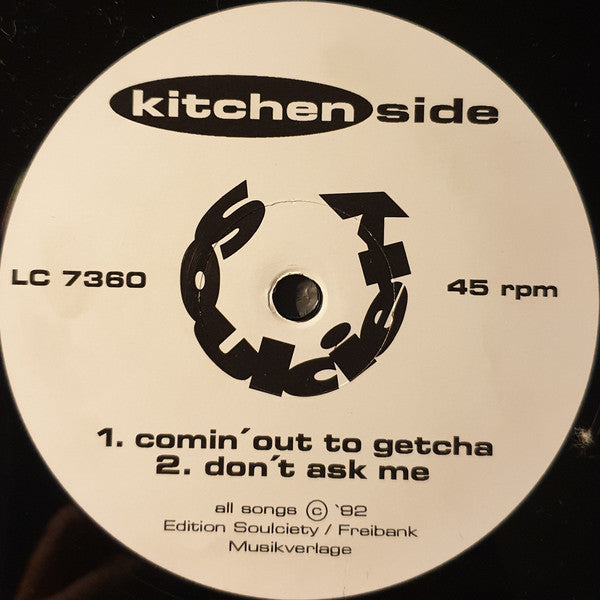 kitchen side
Soulciety
LC 7360
45 rpm
1. comin´out to getcha
2. don´t ask me
all songs © `92
Edition Soulciety / Freibank
Musikverlage